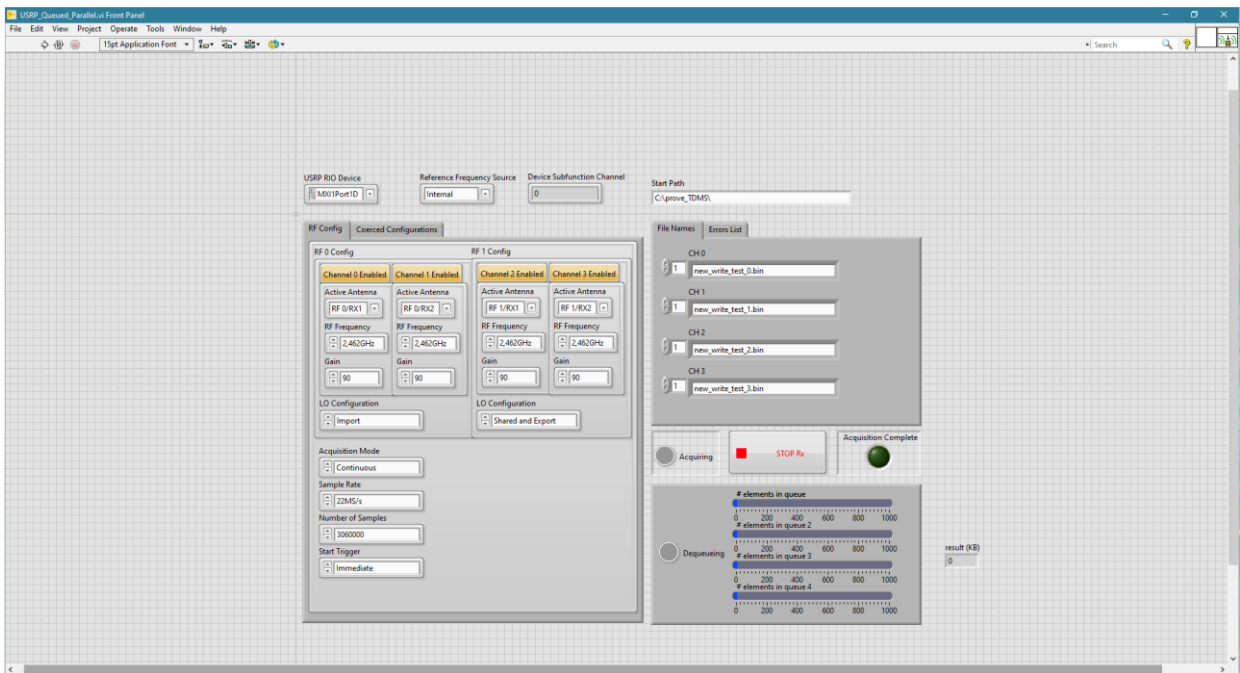 USRP_Queued_Parallel.vi Front Panel
File Edit View Project Operate Tools Window Help
15pt Application Font
Search
USRP RIO Device
Reference Frequency Source
Device Subfunction Channel
MXI1Port1D
Internal
0
Start Path
C:\prove_TDMS\
RF Config
Coerced Configurations
RF 0 Config
RF 1 Config
Channel 0 Enabled
Channel 1 Enabled
Channel 2 Enabled
Channel 3 Enabled
Active Antenna
Active Antenna
Active Antenna
Active Antenna
RF 0/RX1
RF 0/RX2
RF 1/RX1
RF 1/RX2
RF Frequency
RF Frequency
RF Frequency
RF Frequency
2,462GHz
2,462GHz
2,462GHz
2,462GHz
Gain
Gain
Gain
Gain
90
90
90
90
LO Configuration
LO Configuration
Import
Shared and Export
Acquisition Mode
Continuous
Sample Rate
22MS/s
Number of Samples
3060000
Start Trigger
Immediate
File Names
Errors List
CH 0
1
new_write_test_0.bin
CH 1
1
new_write_test_1.bin
CH 2
1
new_write_test_2.bin
CH 3
1
new_write_test_3.bin
Acquiring
STOP Rx
Acquisition Complete
Dequeueing
# elements in queue
0 200 400 600 800 1000
# elements in queue 2
0 200 400 600 800 1000
# elements in queue 3
0 200 400 600 800 1000
# elements in queue 4
0 200 400 600 800 1000
result (KB)
0